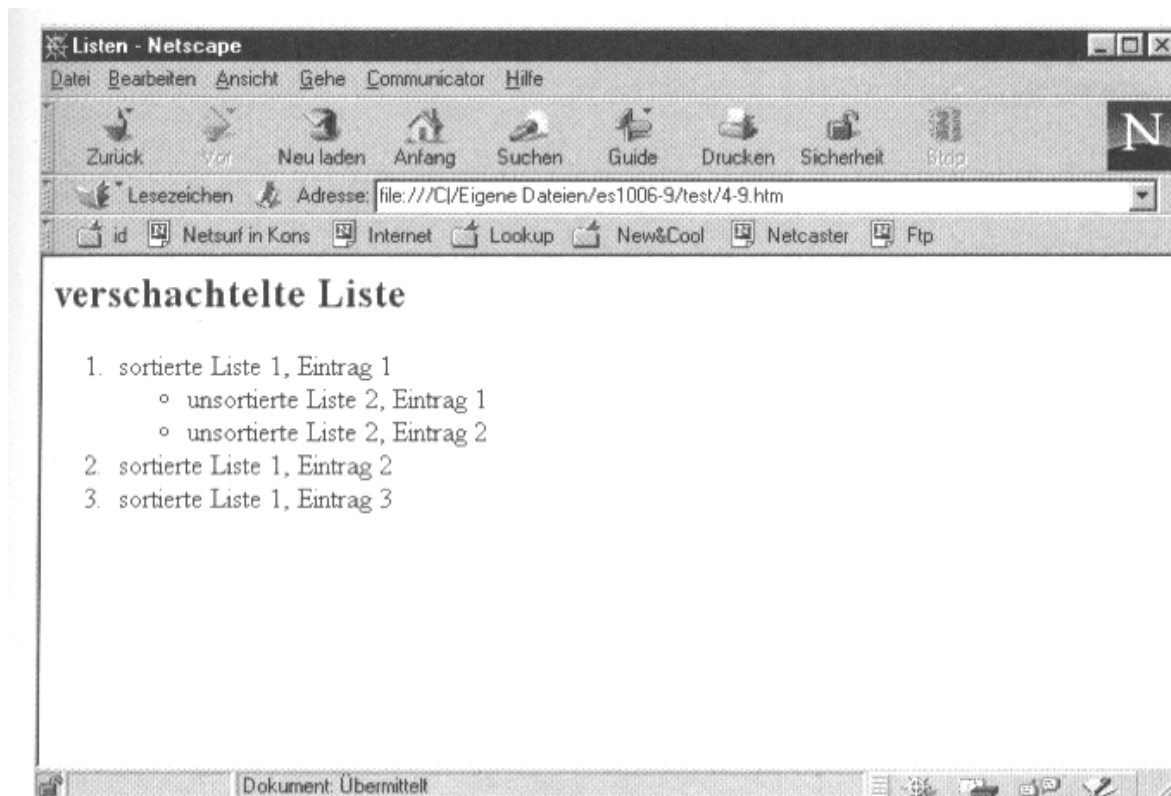 Listen - Netscape
Datei Bearbeiten Ansicht Gehe Communicator Hilfe
Zurück Vor Neu laden Anfang Suchen Guide Drucken Sicherheit Stop
N
Lesezeichen Adresse: file:///C|/Eigene Dateien/es1006-9/test/4-9.htm
id Netsurf in Kons Internet Lookup New&Cool Netcaster Ftp
verschachtelte Liste
1. sortierte Liste 1, Eintrag 1
∘ unsortierte Liste 2, Eintrag 1
∘ unsortierte Liste 2, Eintrag 2
2. sortierte Liste 1, Eintrag 2
3. sortierte Liste 1, Eintrag 3
Dokument: Übermittelt